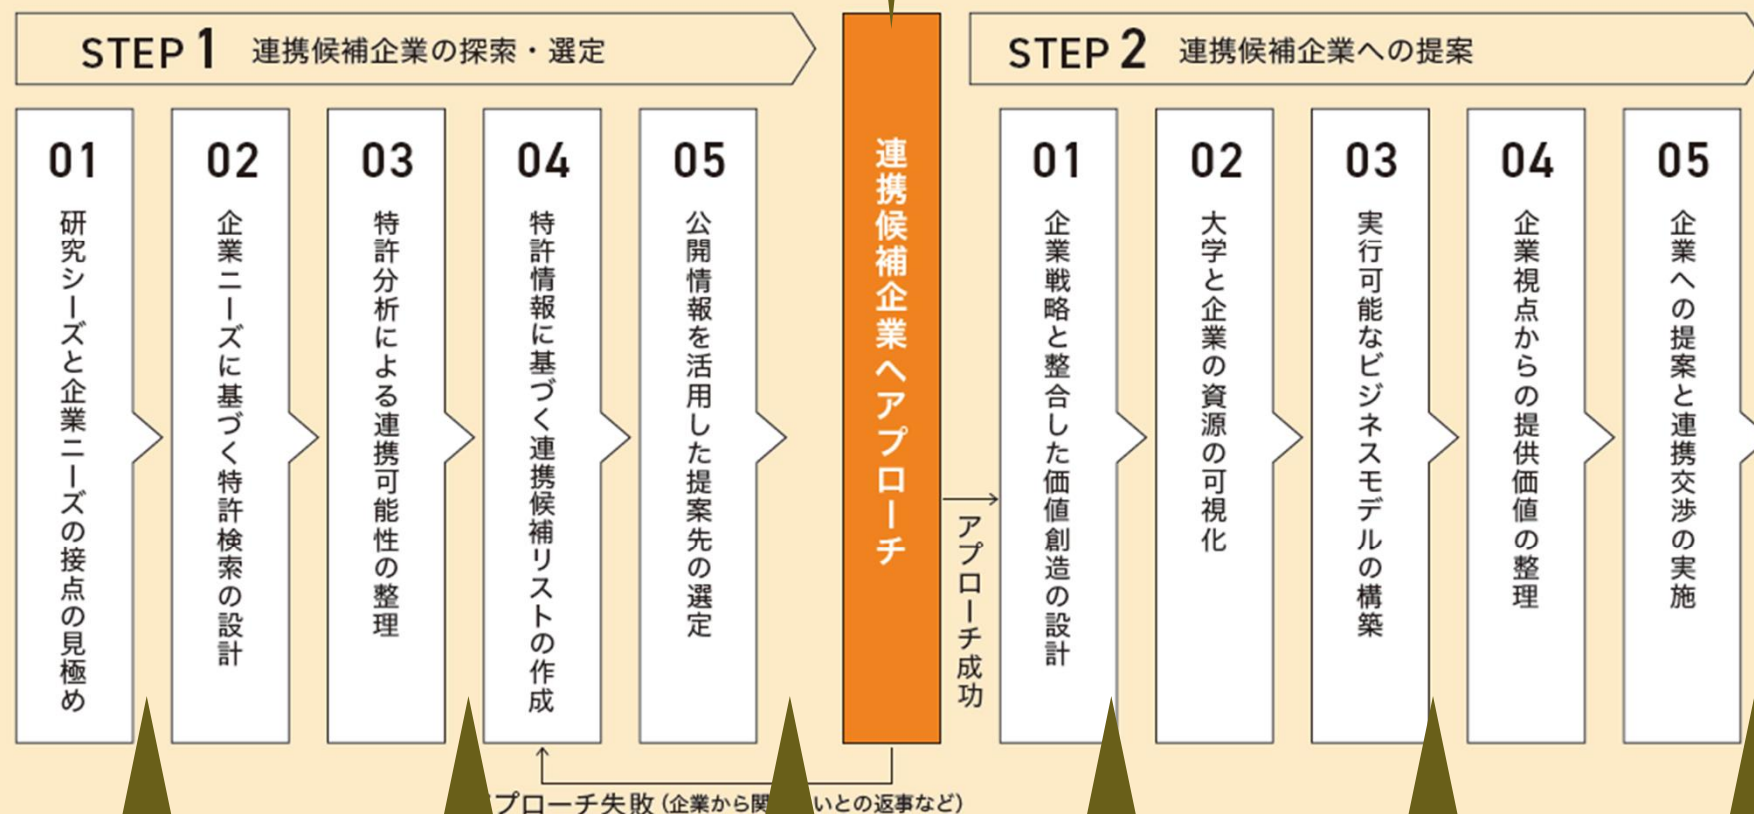 STEP 1 連携候補企業の探索・選定
01
研究シーズと企業ニーズの接点の見極め
02
企業ニーズに基づく特許検索の設計
03
特許分析による連携可能性の整理
04
特許情報に基づく連携候補リストの作成
05
公開情報を活用した提案先の選定
連携候補企業へアプローチ
アプローチ成功
プローチ失敗（企業から関 いとの返事など）
STEP 2 連携候補企業への提案
01
企業戦略と整合した価値創造の設計
02
大学と企業の資源の可視化
03
実行可能なビジネスモデルの構築
04
企業視点からの提供価値の整理
05
企業への提案と連携交渉の実施